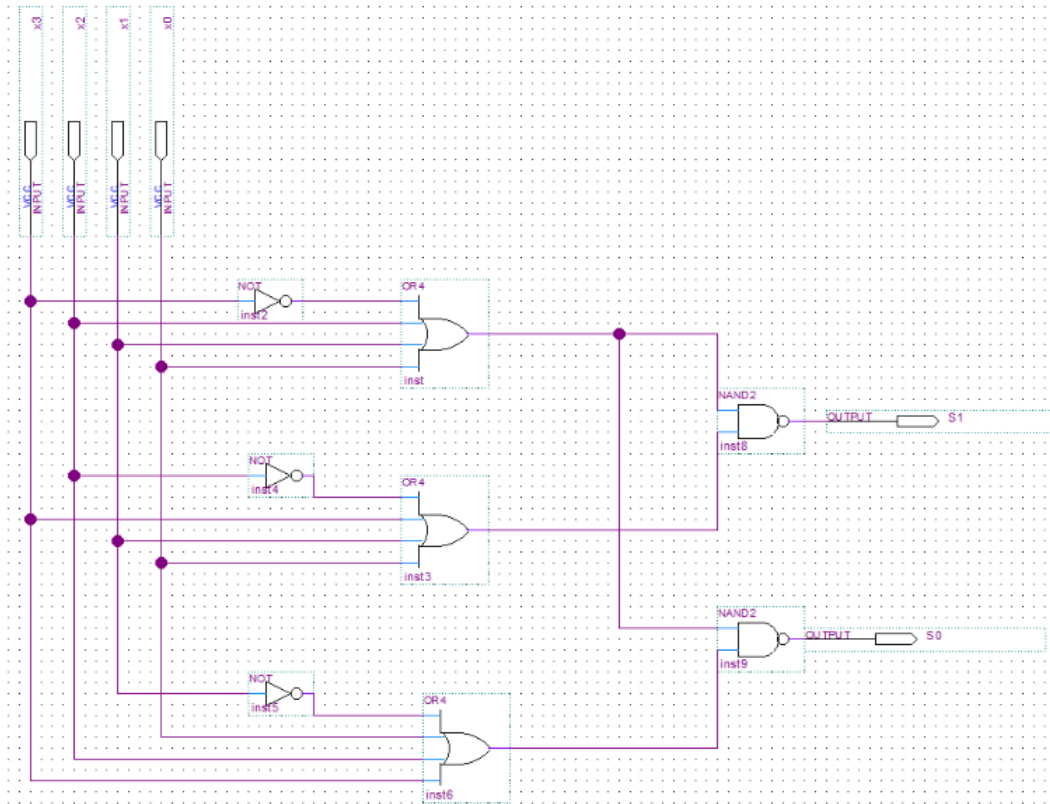 x3
x2
x1
x0
VCC
INPUT
VCC
INPUT
VCC
INPUT
VCC
INPUT
NOT
inst2
OR4
inst
NAND2
inst8
OUTPUT
S1
NOT
inst4
OR4
inst3
NAND2
inst9
OUTPUT
S0
NOT
inst5
OR4
inst6